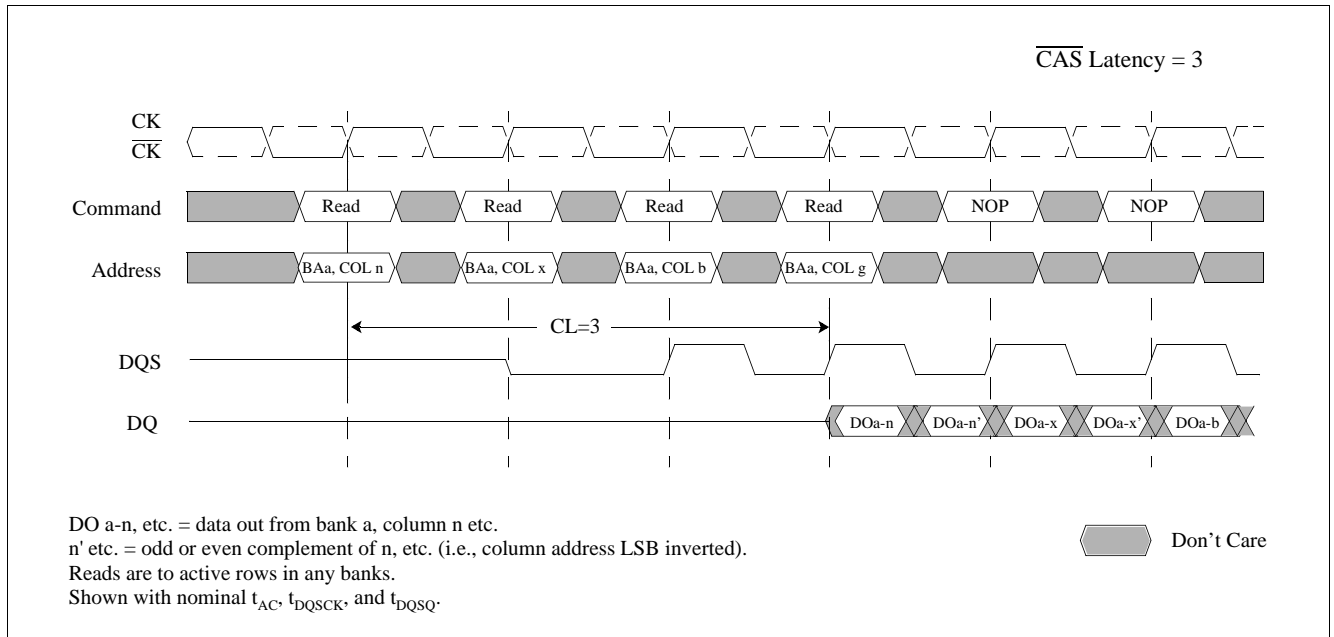 CAS Latency = 3
CK
CK
Command
Read Read Read Read NOP NOP
Address
BAa, COL n BAa, COL x BAa, COL b BAa, COL g
CL=3
DQS
DQ
DOa-n DOa-n’ DOa-x DOa-x’ DOa-b
DO a-n, etc. = data out from bank a, column n etc.
n' etc. = odd or even complement of n, etc. (i.e., column address LSB inverted).
Reads are to active rows in any banks.
Shown with nominal tAC, tDQSCK, and tDQSQ.
Don’t Care